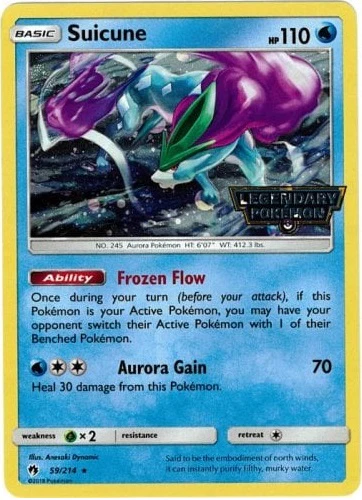 BASIC Suicune HP 110
LEGENDARY
POKÉMON
NO. 245 Aurora Pokémon HT: 6'07" WT: 412.3 lbs.
Ability Frozen Flow
Once during your turn (before your attack), if this
Pokémon is your Active Pokémon, you may have your
opponent switch their Active Pokémon with 1 of their
Benched Pokémon.
Aurora Gain 70
Heal 30 damage from this Pokémon.
weakness ×2 resistance retreat
Illus. Anesaki Dynamic
59/214 ★
©2018 Pokémon
Said to be the embodiment of north winds,
it can instantly purify filthy, murky water.